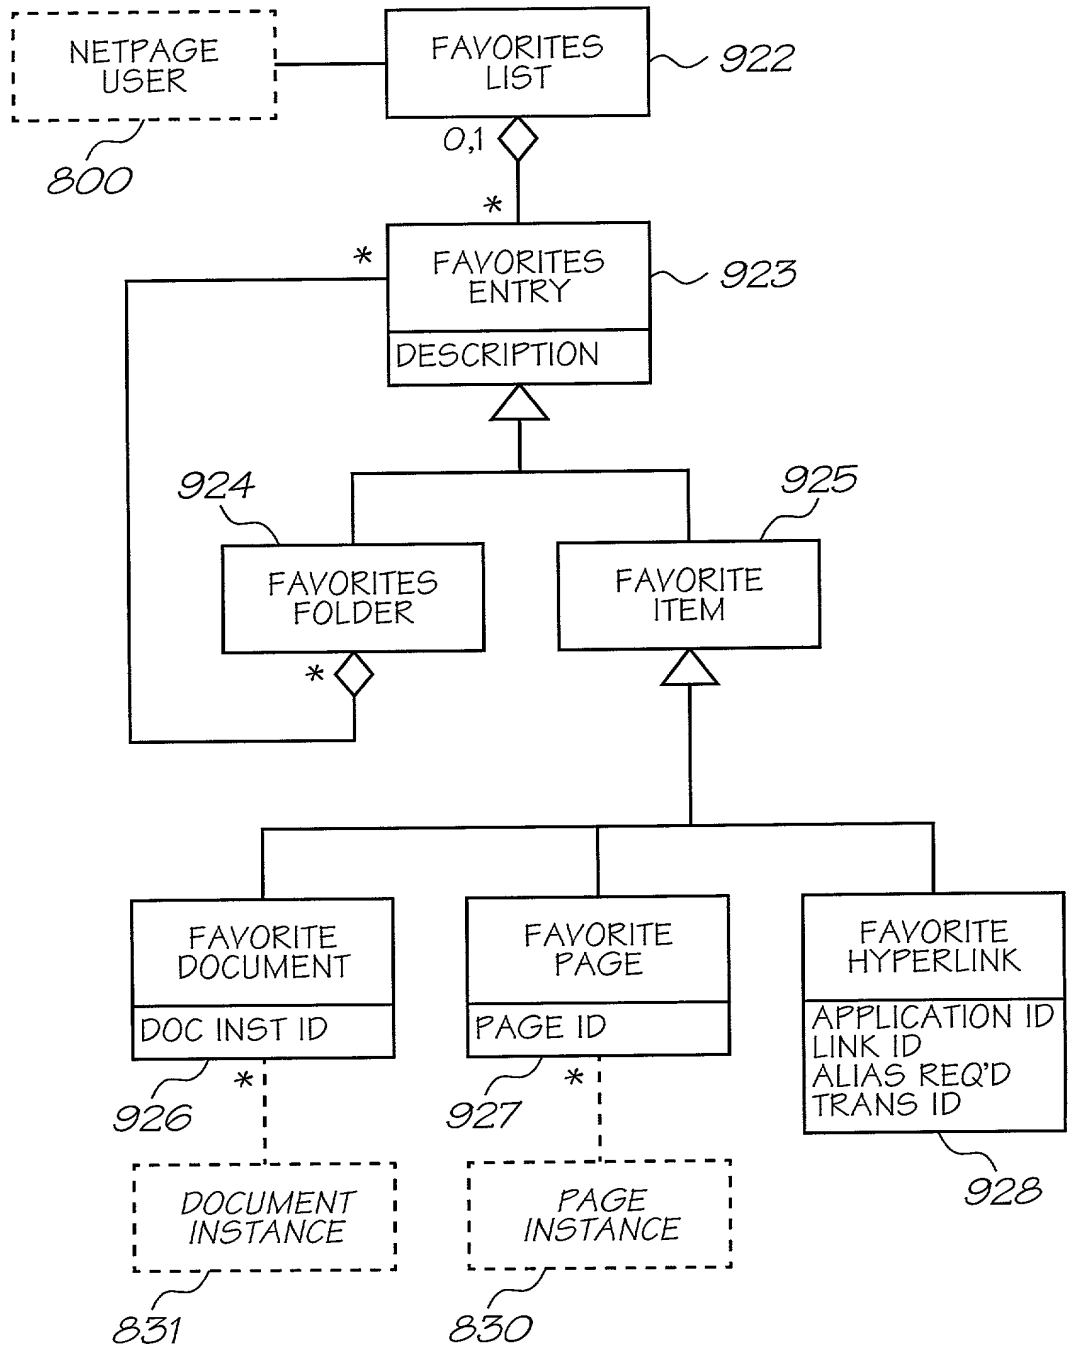 NETPAGE
USER
800
FAVORITES
LIST
922
0,1
*
*
FAVORITES
ENTRY
923
DESCRIPTION
924
FAVORITES
FOLDER
*
925
FAVORITE
ITEM
FAVORITE
DOCUMENT
DOC INST ID
926
*
FAVORITE
PAGE
PAGE ID
927
*
FAVORITE
HYPERLINK
APPLICATION ID
LINK ID
ALIAS REQ'D
TRANS ID
928
DOCUMENT
INSTANCE
831
PAGE
INSTANCE
830